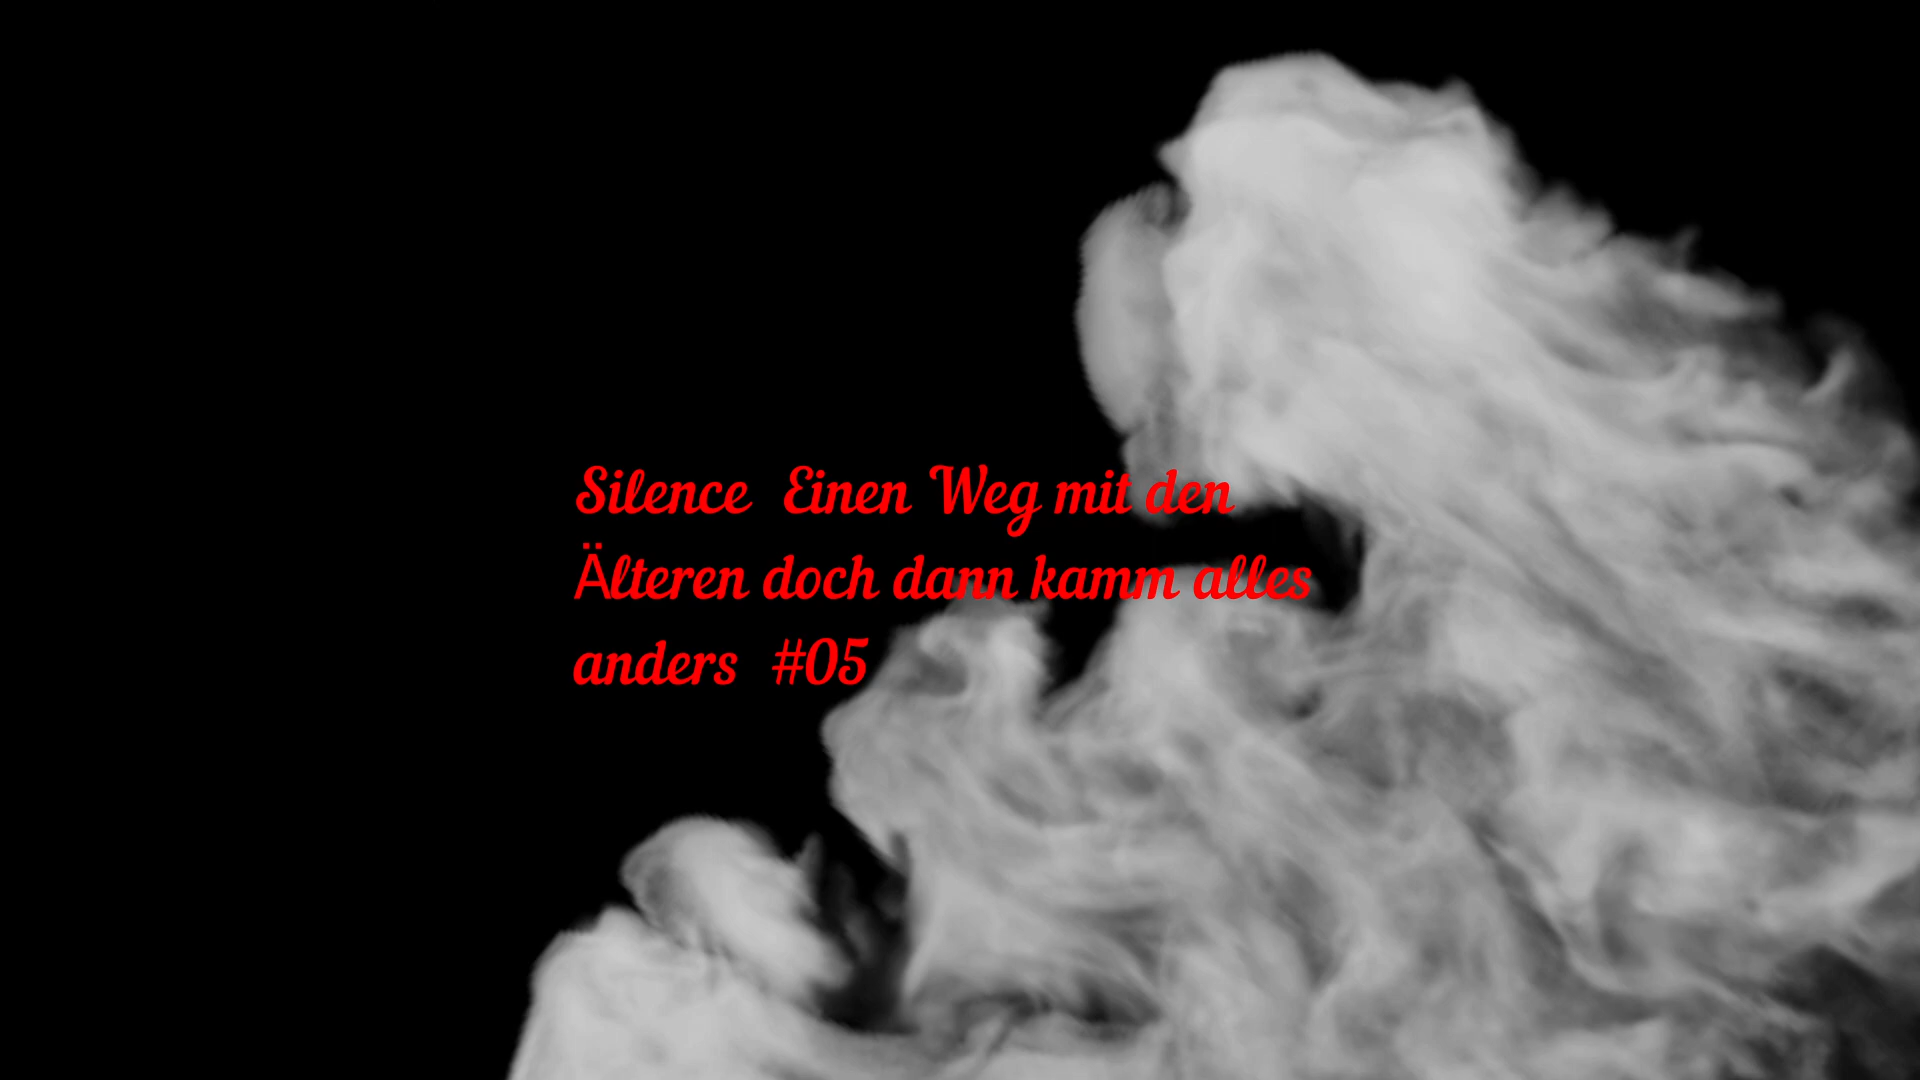 Silence  Einen Weg mit den
Älteren doch dann kamm alles
anders  #05